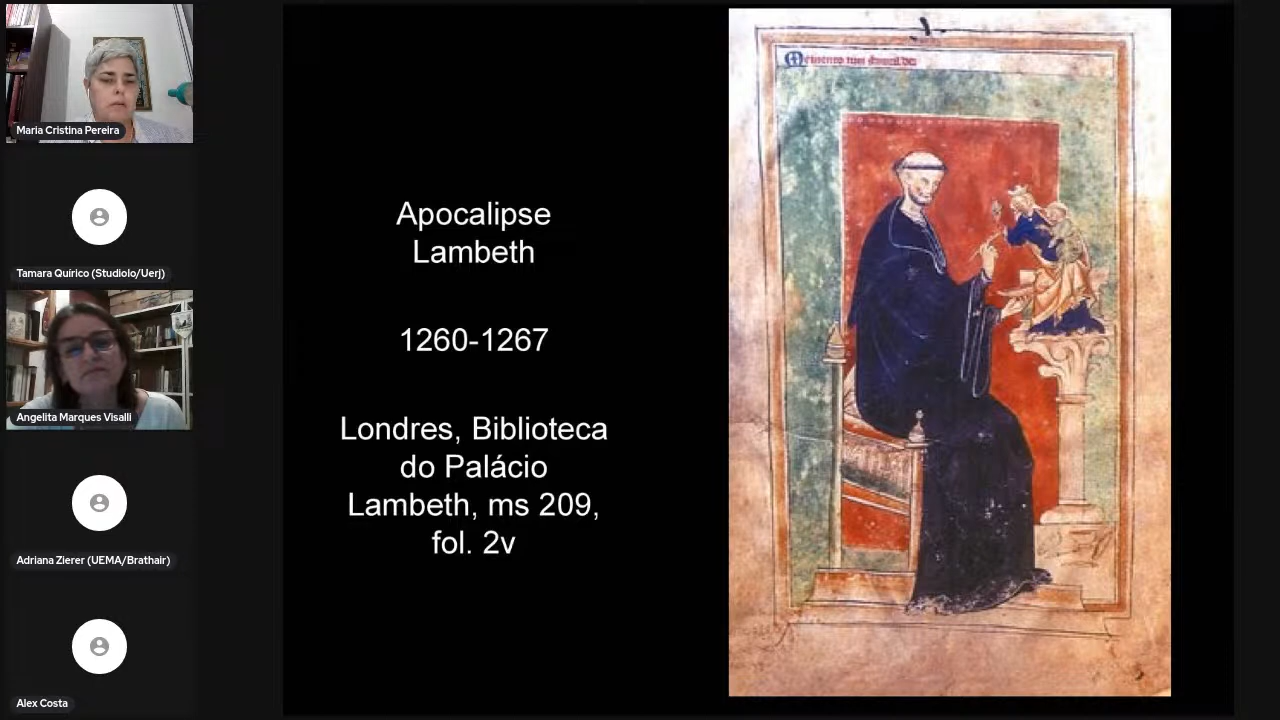 Maria Cristina Pereira
Tamara Quírico (Studiolo/Uerj)
Angelita Marques Visalli
Adriana Zierer (UEMA/Brathair)
Alex Costa
Apocalipse
Lambeth
1260-1267
Londres, Biblioteca
do Palácio
Lambeth, ms 209,
fol. 2v